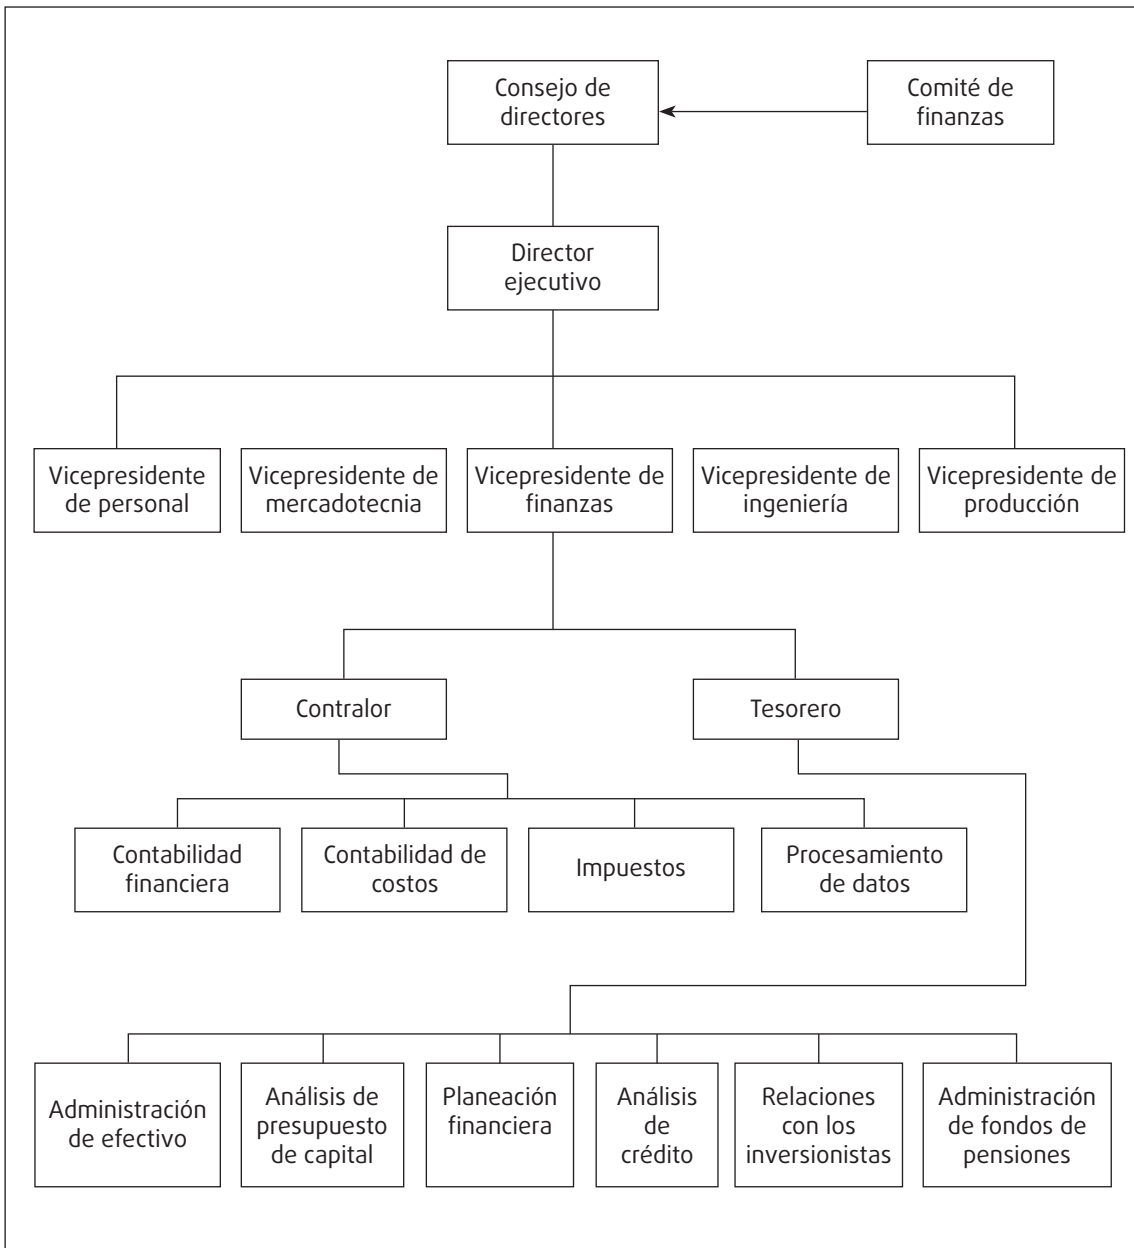 Consejo de
directores
Comité de
finanzas
Director
ejecutivo
Vicepresidente
de personal
Vicepresidente de
mercadotecnia
Vicepresidente de
finanzas
Vicepresidente de
ingeniería
Vicepresidente de
producción
Contralor
Tesorero
Contabilidad
financiera
Contabilidad de
costos
Impuestos
Procesamiento
de datos
Administración
de efectivo
Análisis de
presupuesto
de capital
Planeación
financiera
Análisis
de
crédito
Relaciones
con los
inversionistas
Administración
de fondos de
pensiones